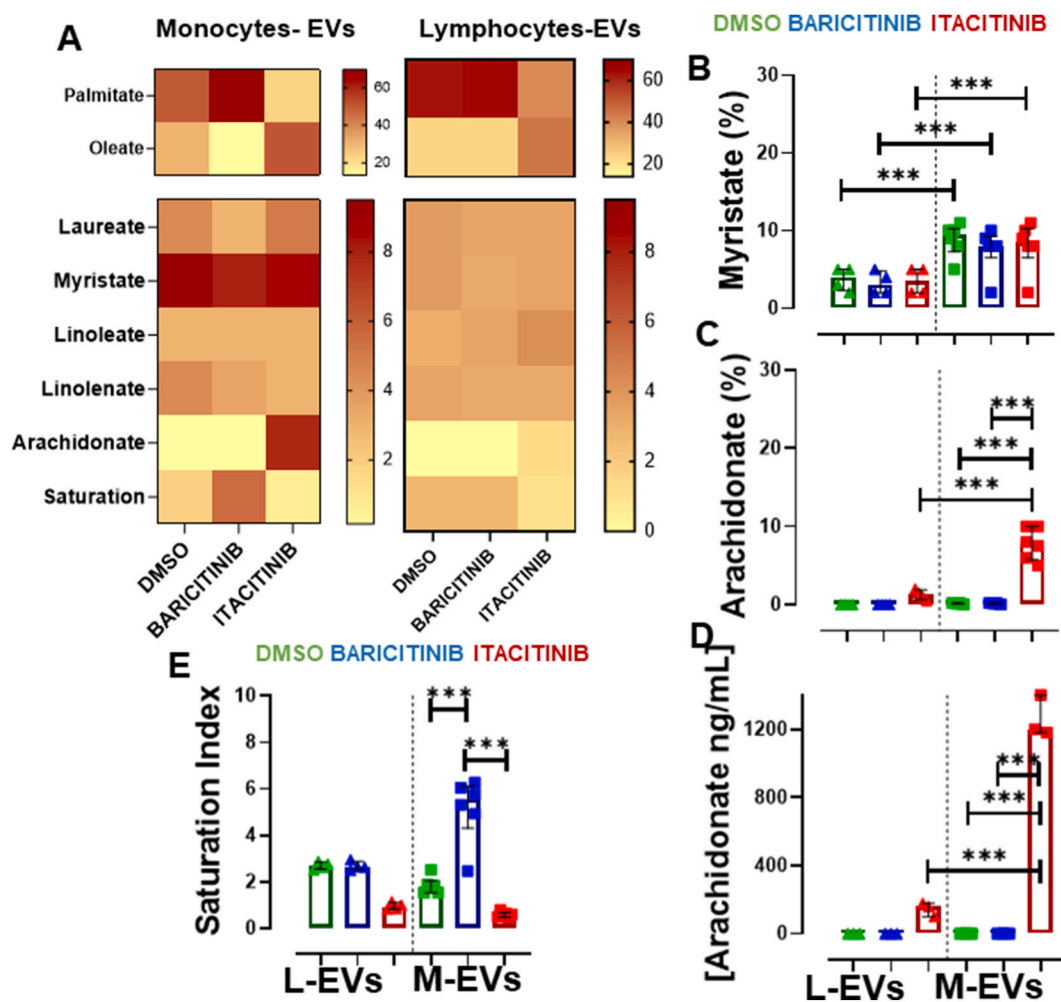 A
Monocytes- EVs
Lymphocytes-EVs
Palmitate
Oleate
60
40
20
60
40
20
Laureate
Myristate
Linoleate
Linolenate
Arachidonate
Saturation
8
6
4
2
8
6
4
2
0
DMSO
BARICITINIB
ITACITINIB
DMSO
BARICITINIB
ITACITINIB
DMSO BARICITINIB ITACITINIB
B
Myristate (%)
30
20
10
0
***
***
***
C
Arachidonate (%)
30
20
10
0
***
***
***
D
[Arachidonate ng/mL]
1200
800
400
0
***
***
***
L-EVs
M-EVs
DMSO BARICITINIB ITACITINIB
E
Saturation Index
10
8
6
4
2
0
***
***
L-EVs
M-EVs